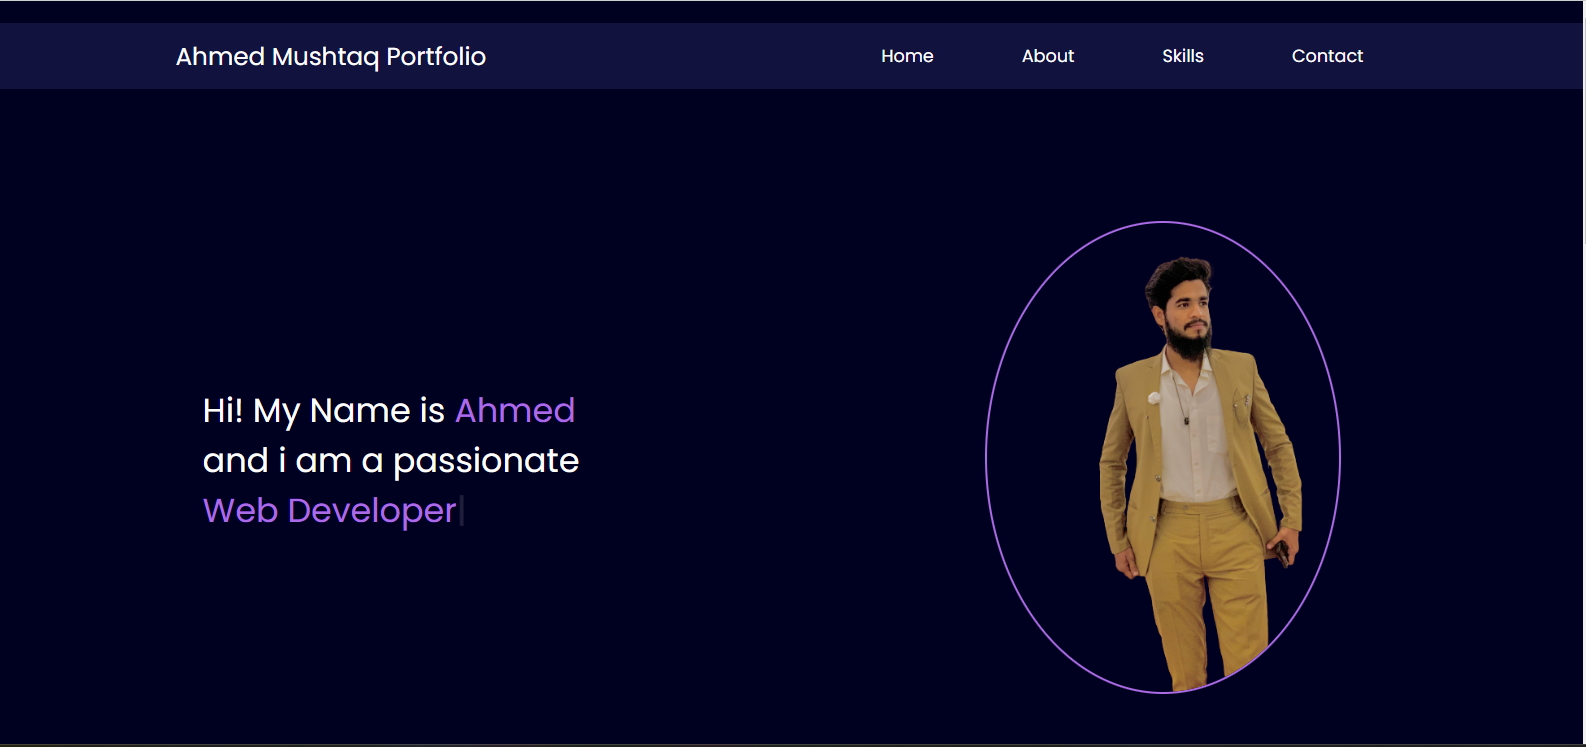 Ahmed Mushtaq Portfolio
Home About Skills Contact
Hi! My Name is Ahmed
and i am a passionate
Web Developer